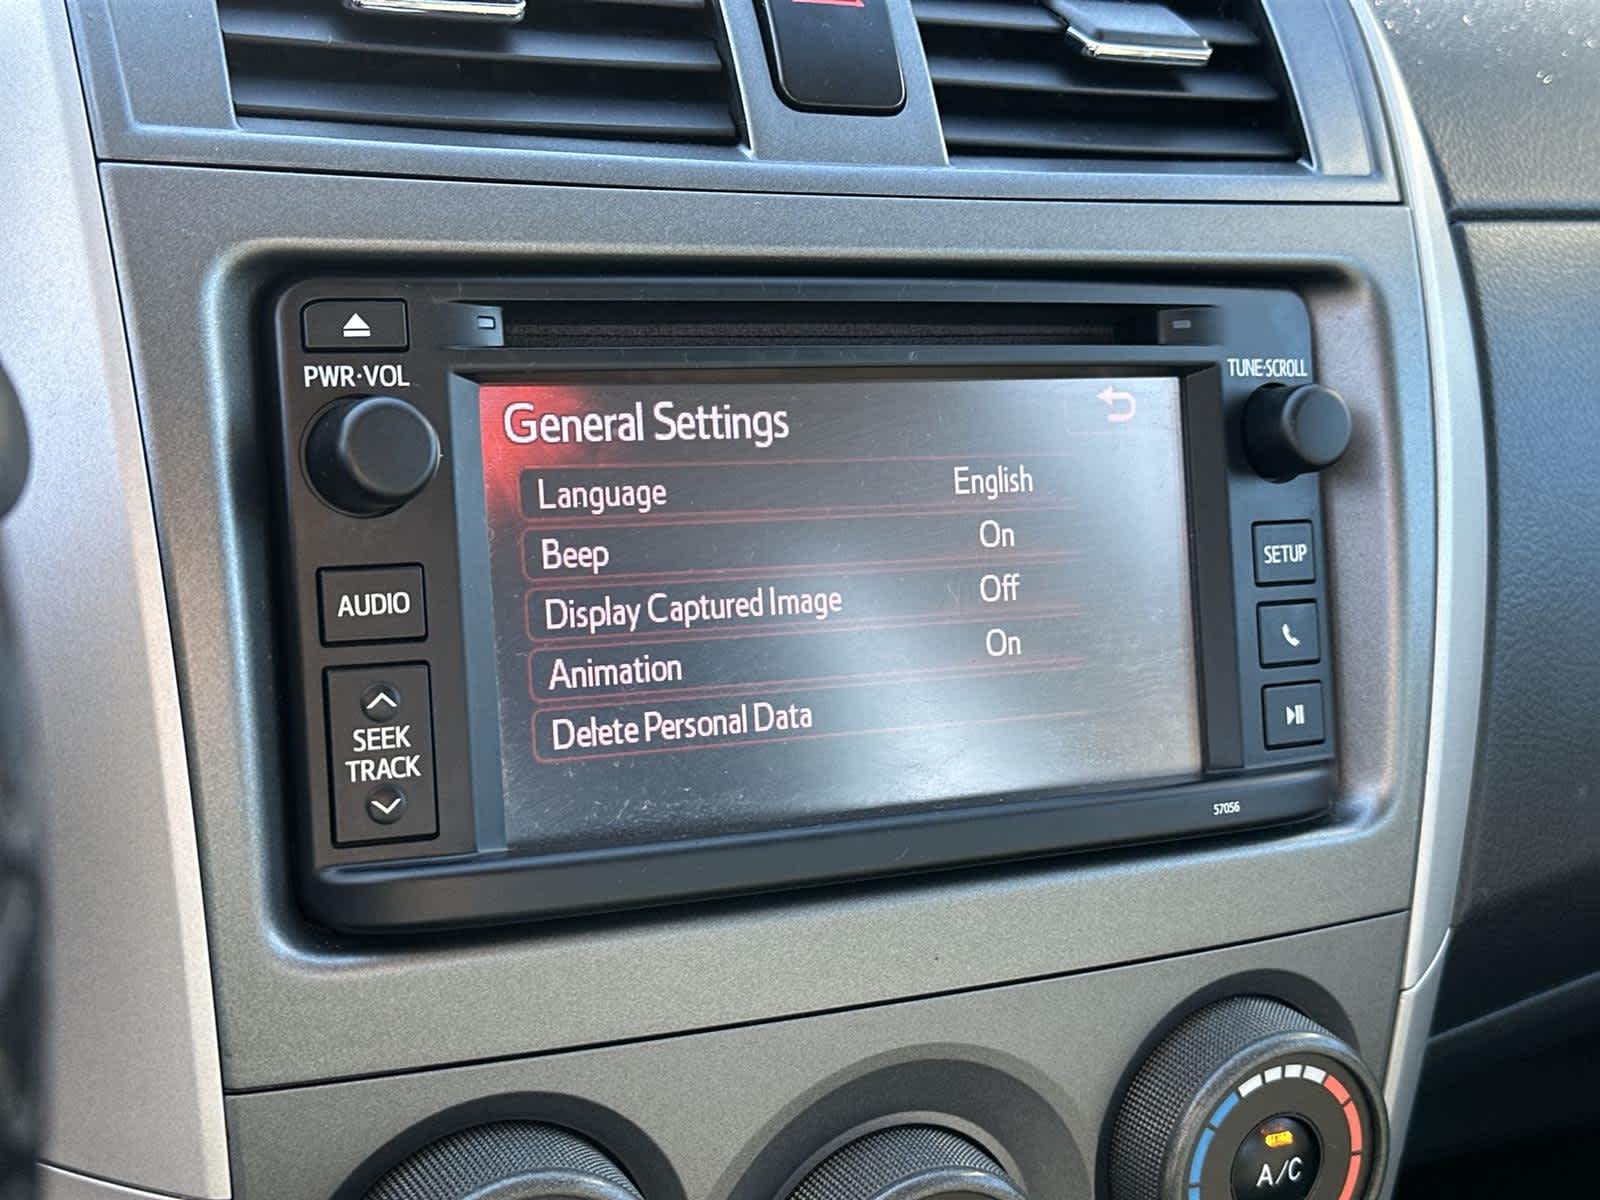 PWR·VOL
TUNE·SCROLL
General Settings
Language English
Beep On
Display Captured Image Off
Animation On
Delete Personal Data
AUDIO
SEEK
TRACK
SETUP
57056
A/C